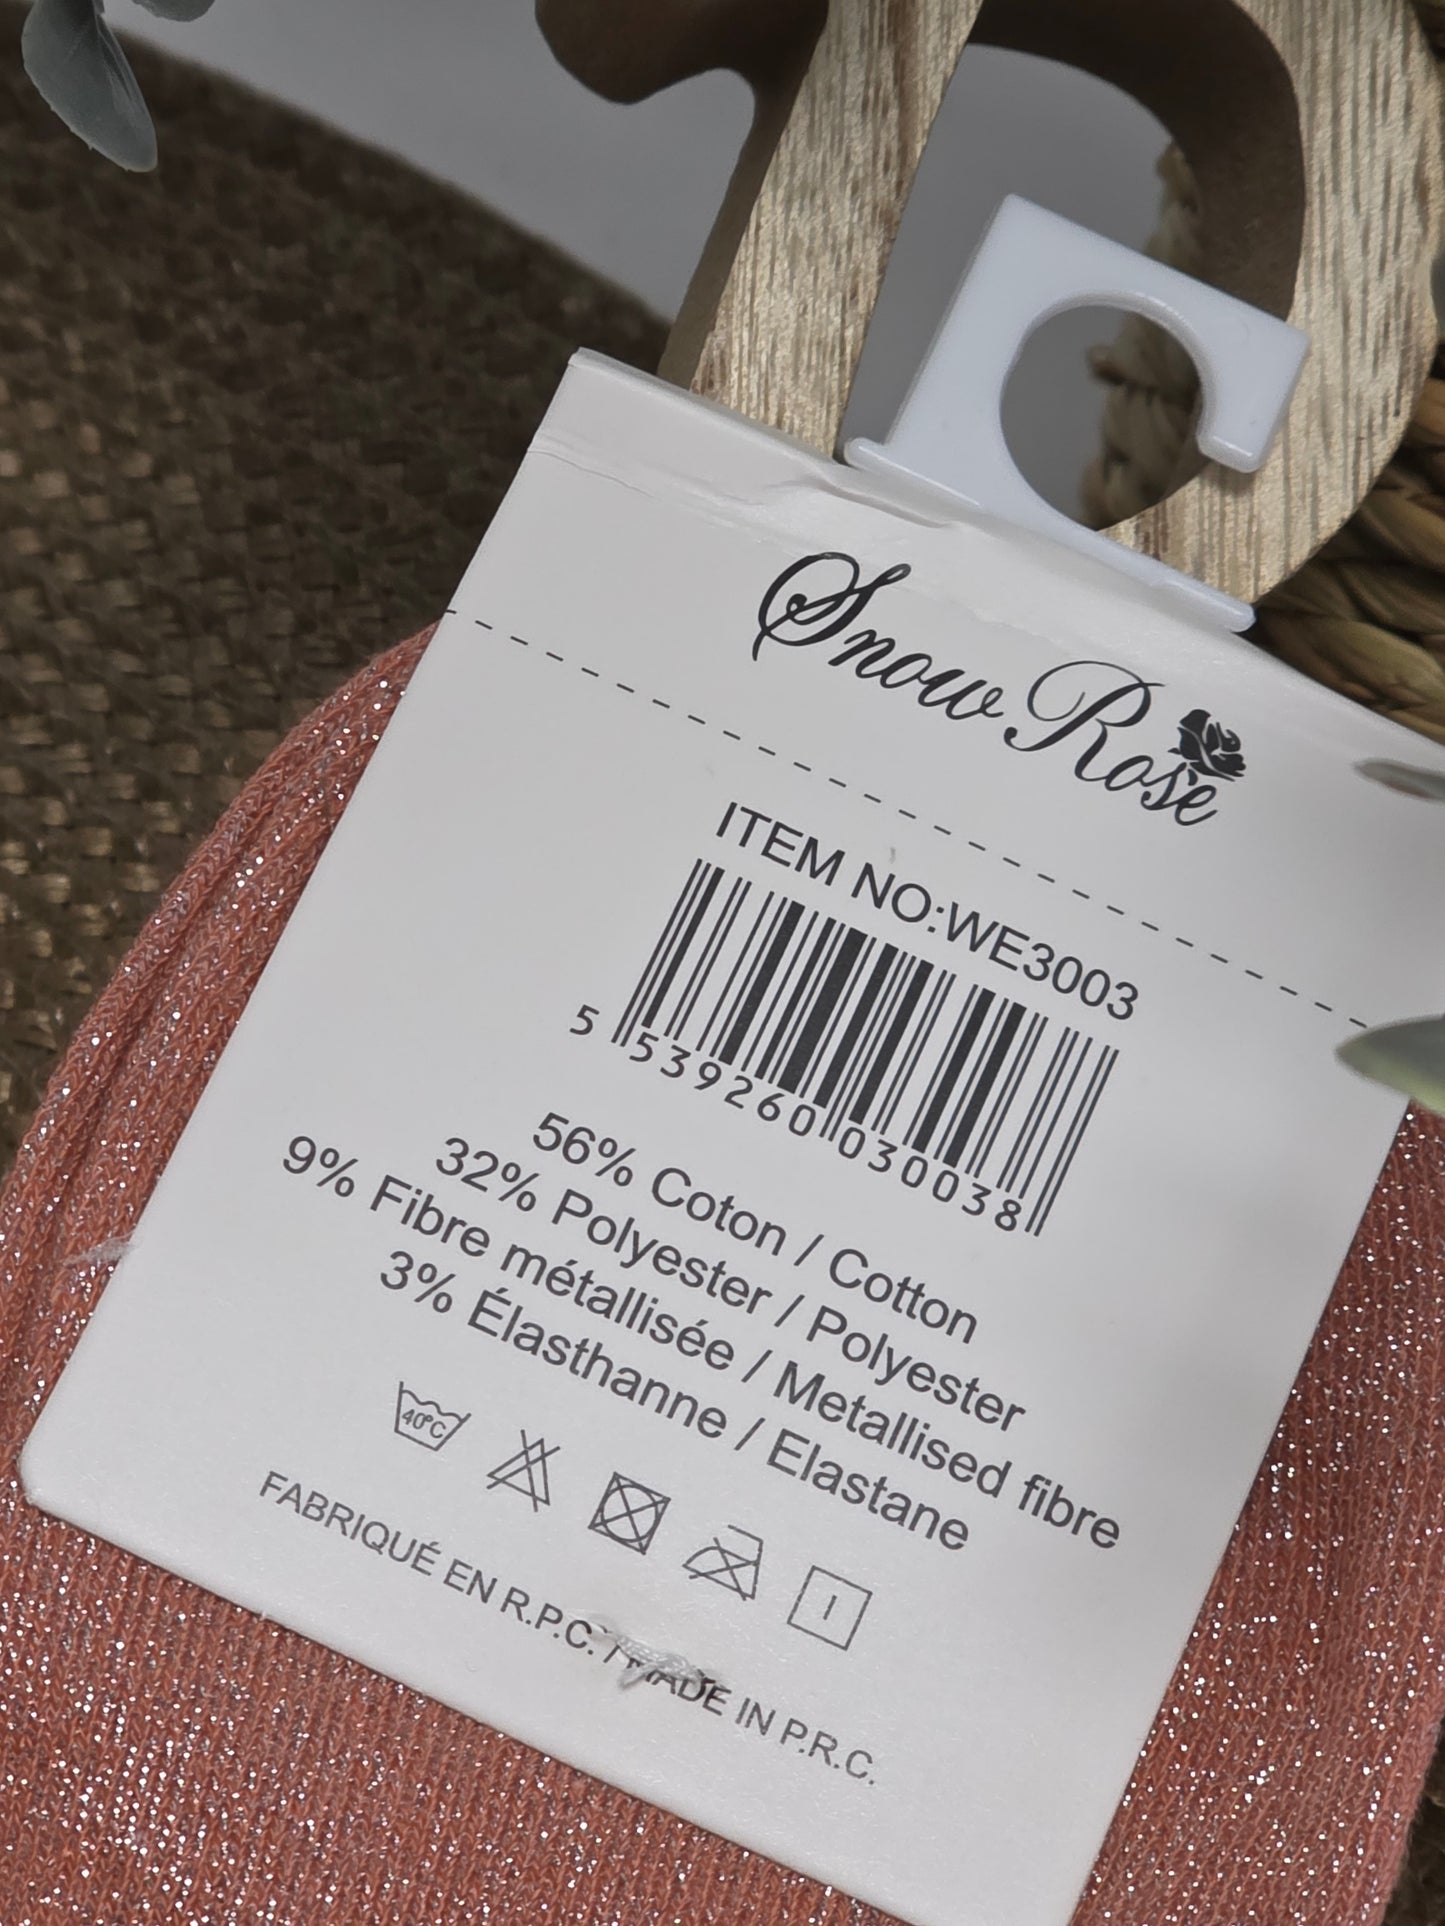 Snow Rose
ITEM NO:WE3003
5 539260 030038
56% Coton / Cotton
32% Polyester / Polyester
9% Fibre métallisée / Metallised fibre
3% Élasthanne / Elastane
40°C
FABRIQUÉ EN R.P.C. / MADE IN P.R.C.